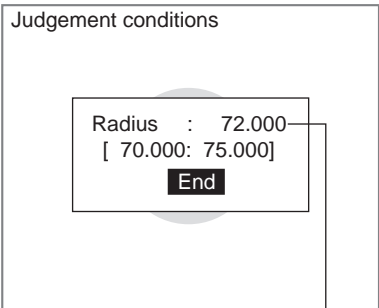 Judgement conditions
Radius : 72.000
[ 70.000: 75.000]
End